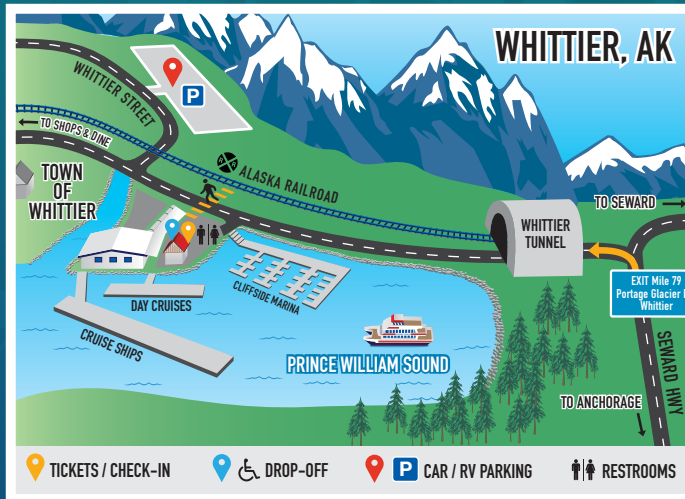 WHITTIER, AK
WHITTIER STREET
P
TO SHOPS & DINE
R R
ALASKA RAILROAD
TOWN
OF
WHITTIER
TO SEWARD
WHITTIER
TUNNEL
EXIT Mile 79
Portage Glacier
Whittier
CLIFFSIDE MARINA
DAY CRUISES
CRUISE SHIPS
PRINCE WILLIAM SOUND
SEWARD HWY
TO ANCHORAGE
TICKETS / CHECK-IN
DROP-OFF
P CAR / RV PARKING
RESTROOMS